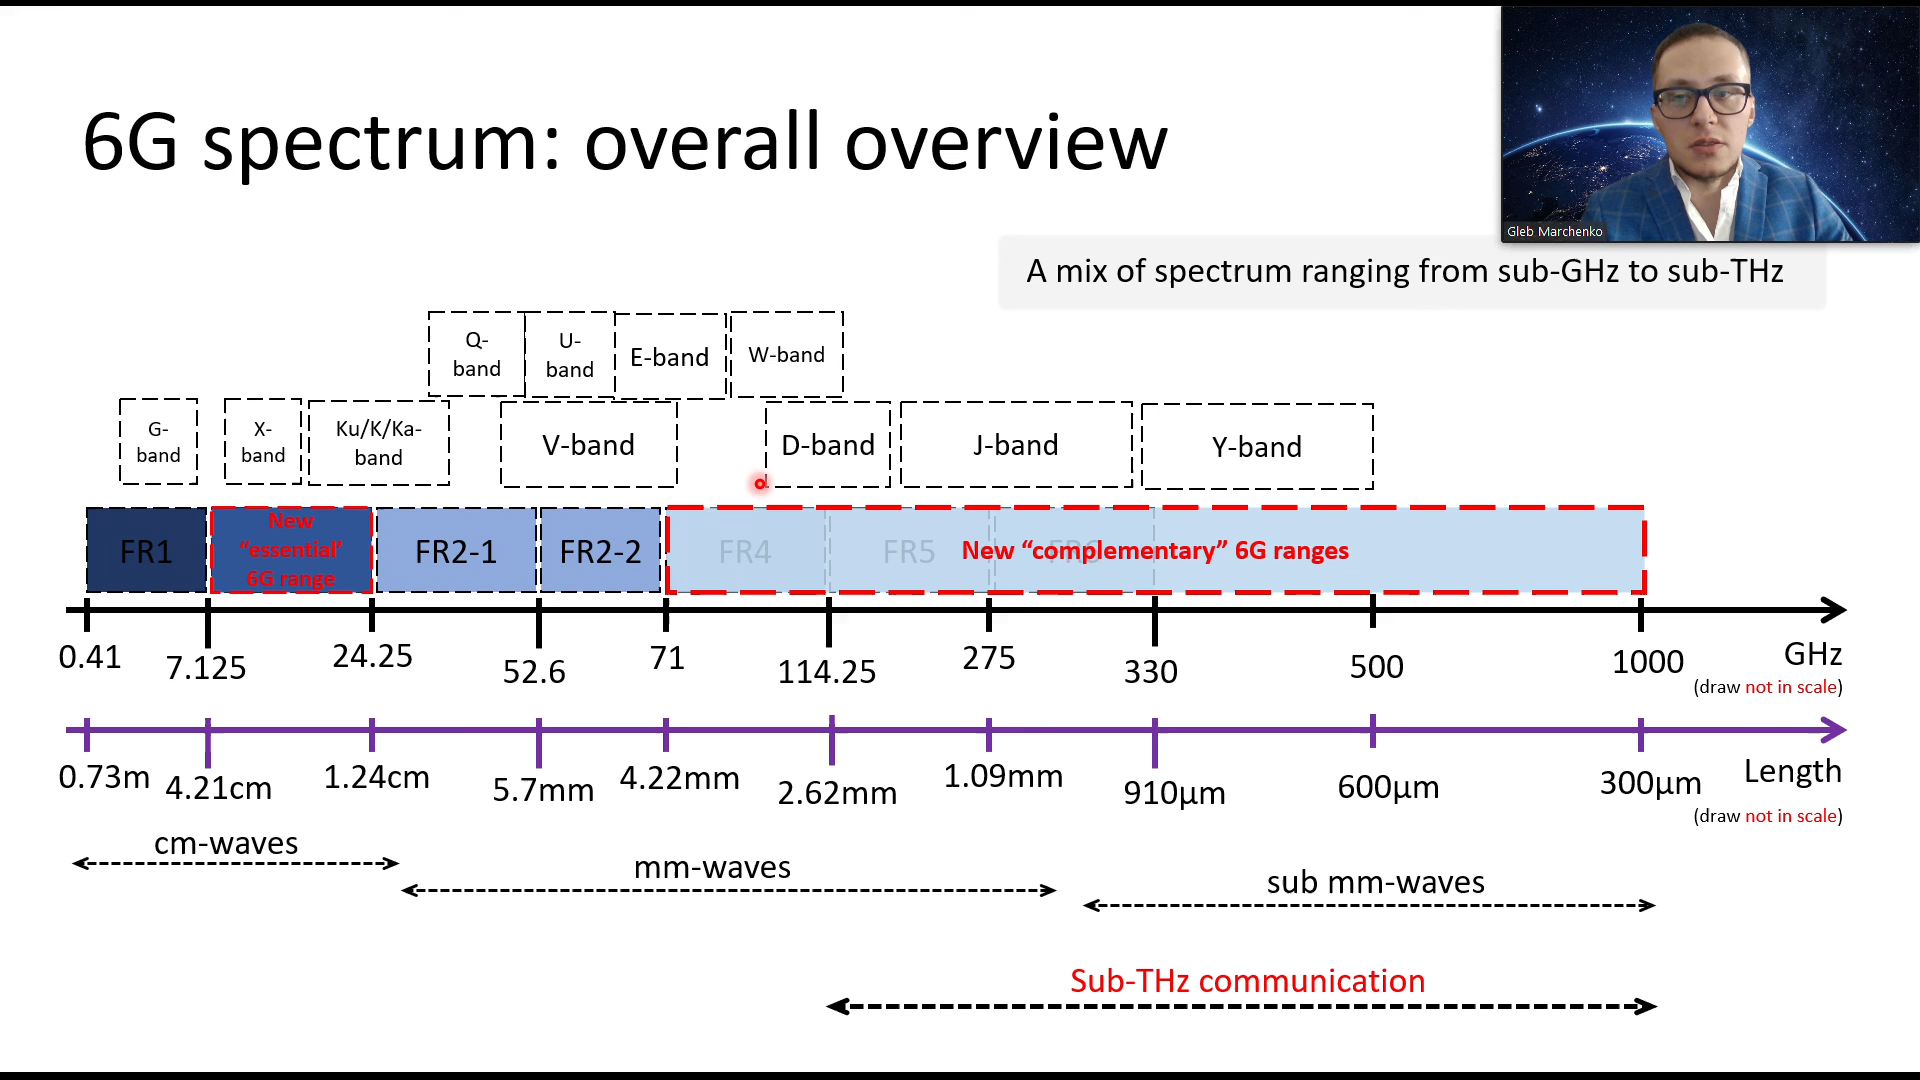 6G spectrum: overall overview
Gleb Marchenko
A mix of spectrum ranging from sub-GHz to sub-THz
Q-
band
U-
band
E-band
W-band
G-
band
X-
band
Ku/K/Ka-
band
V-band
D-band
J-band
Y-band
FR1
New
“essential”
6G range
FR2-1
FR2-2
FR4
FR5
New “complementary” 6G ranges
0.41
7.125
24.25
52.6
71
114.25
275
330
500
1000
GHz
(draw not in scale)
0.73m
4.21cm
1.24cm
5.7mm
4.22mm
2.62mm
1.09mm
910µm
600µm
300µm
Length
(draw not in scale)
cm-waves
mm-waves
sub mm-waves
Sub-THz communication